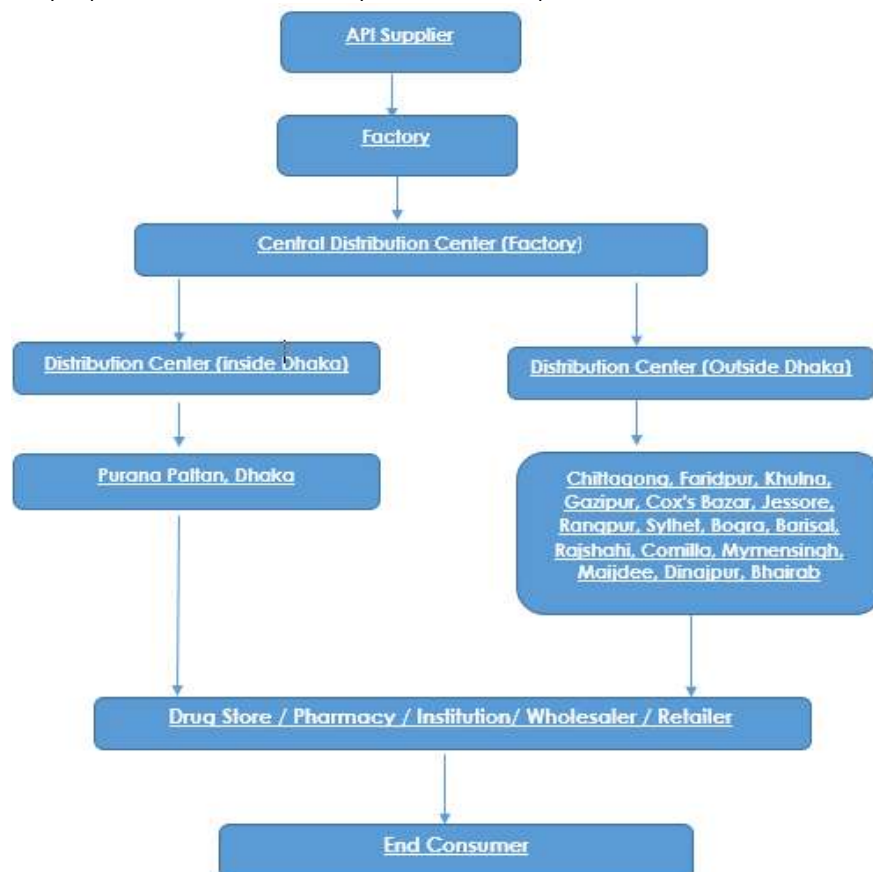 API Supplier
Factory
Central Distribution Center (Factory)
Distribution Center (inside Dhaka)
Distribution Center (Outside Dhaka)
Purana Paltan, Dhaka
Chittagong, Faridpur, Khulna,
Gazipur, Cox's Bazar, Jessore,
Rangpur, Sylhet, Bogra, Barisal,
Rajshahi, Comilla, Mymensingh,
Maijdee, Dinajpur, Bhairab
Drug Store / Pharmacy / Institution/ Wholesaler / Retailer
End Consumer